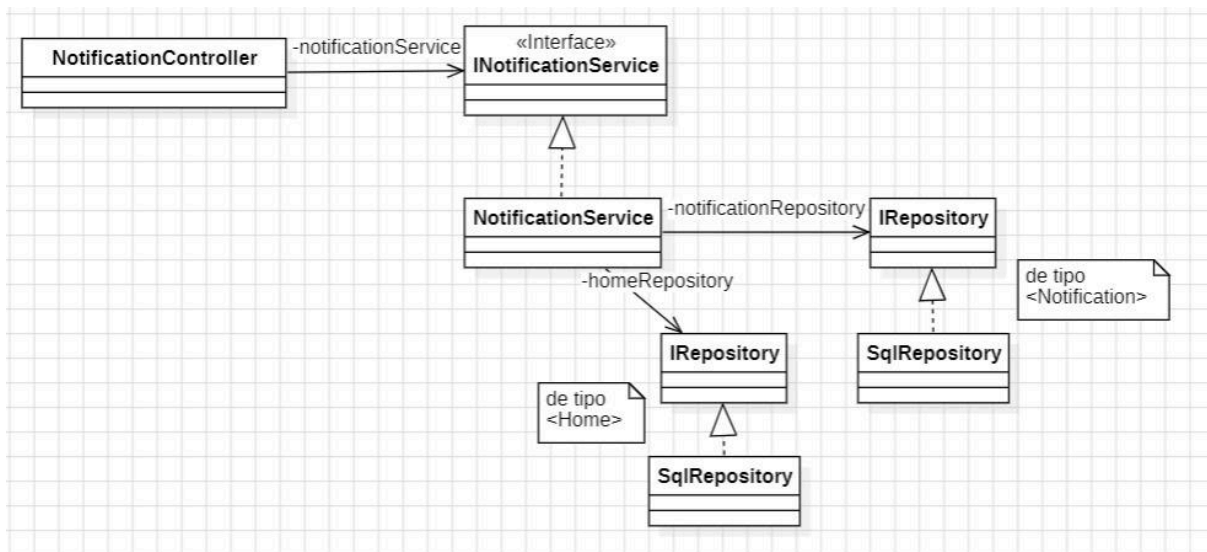 NotificationController
-notificationService
«Interface»
INotificationService
NotificationService
-notificationRepository
IRepository
de tipo
<Notification>
SqlRepository
-homeRepository
IRepository
de tipo
<Home>
SqlRepository